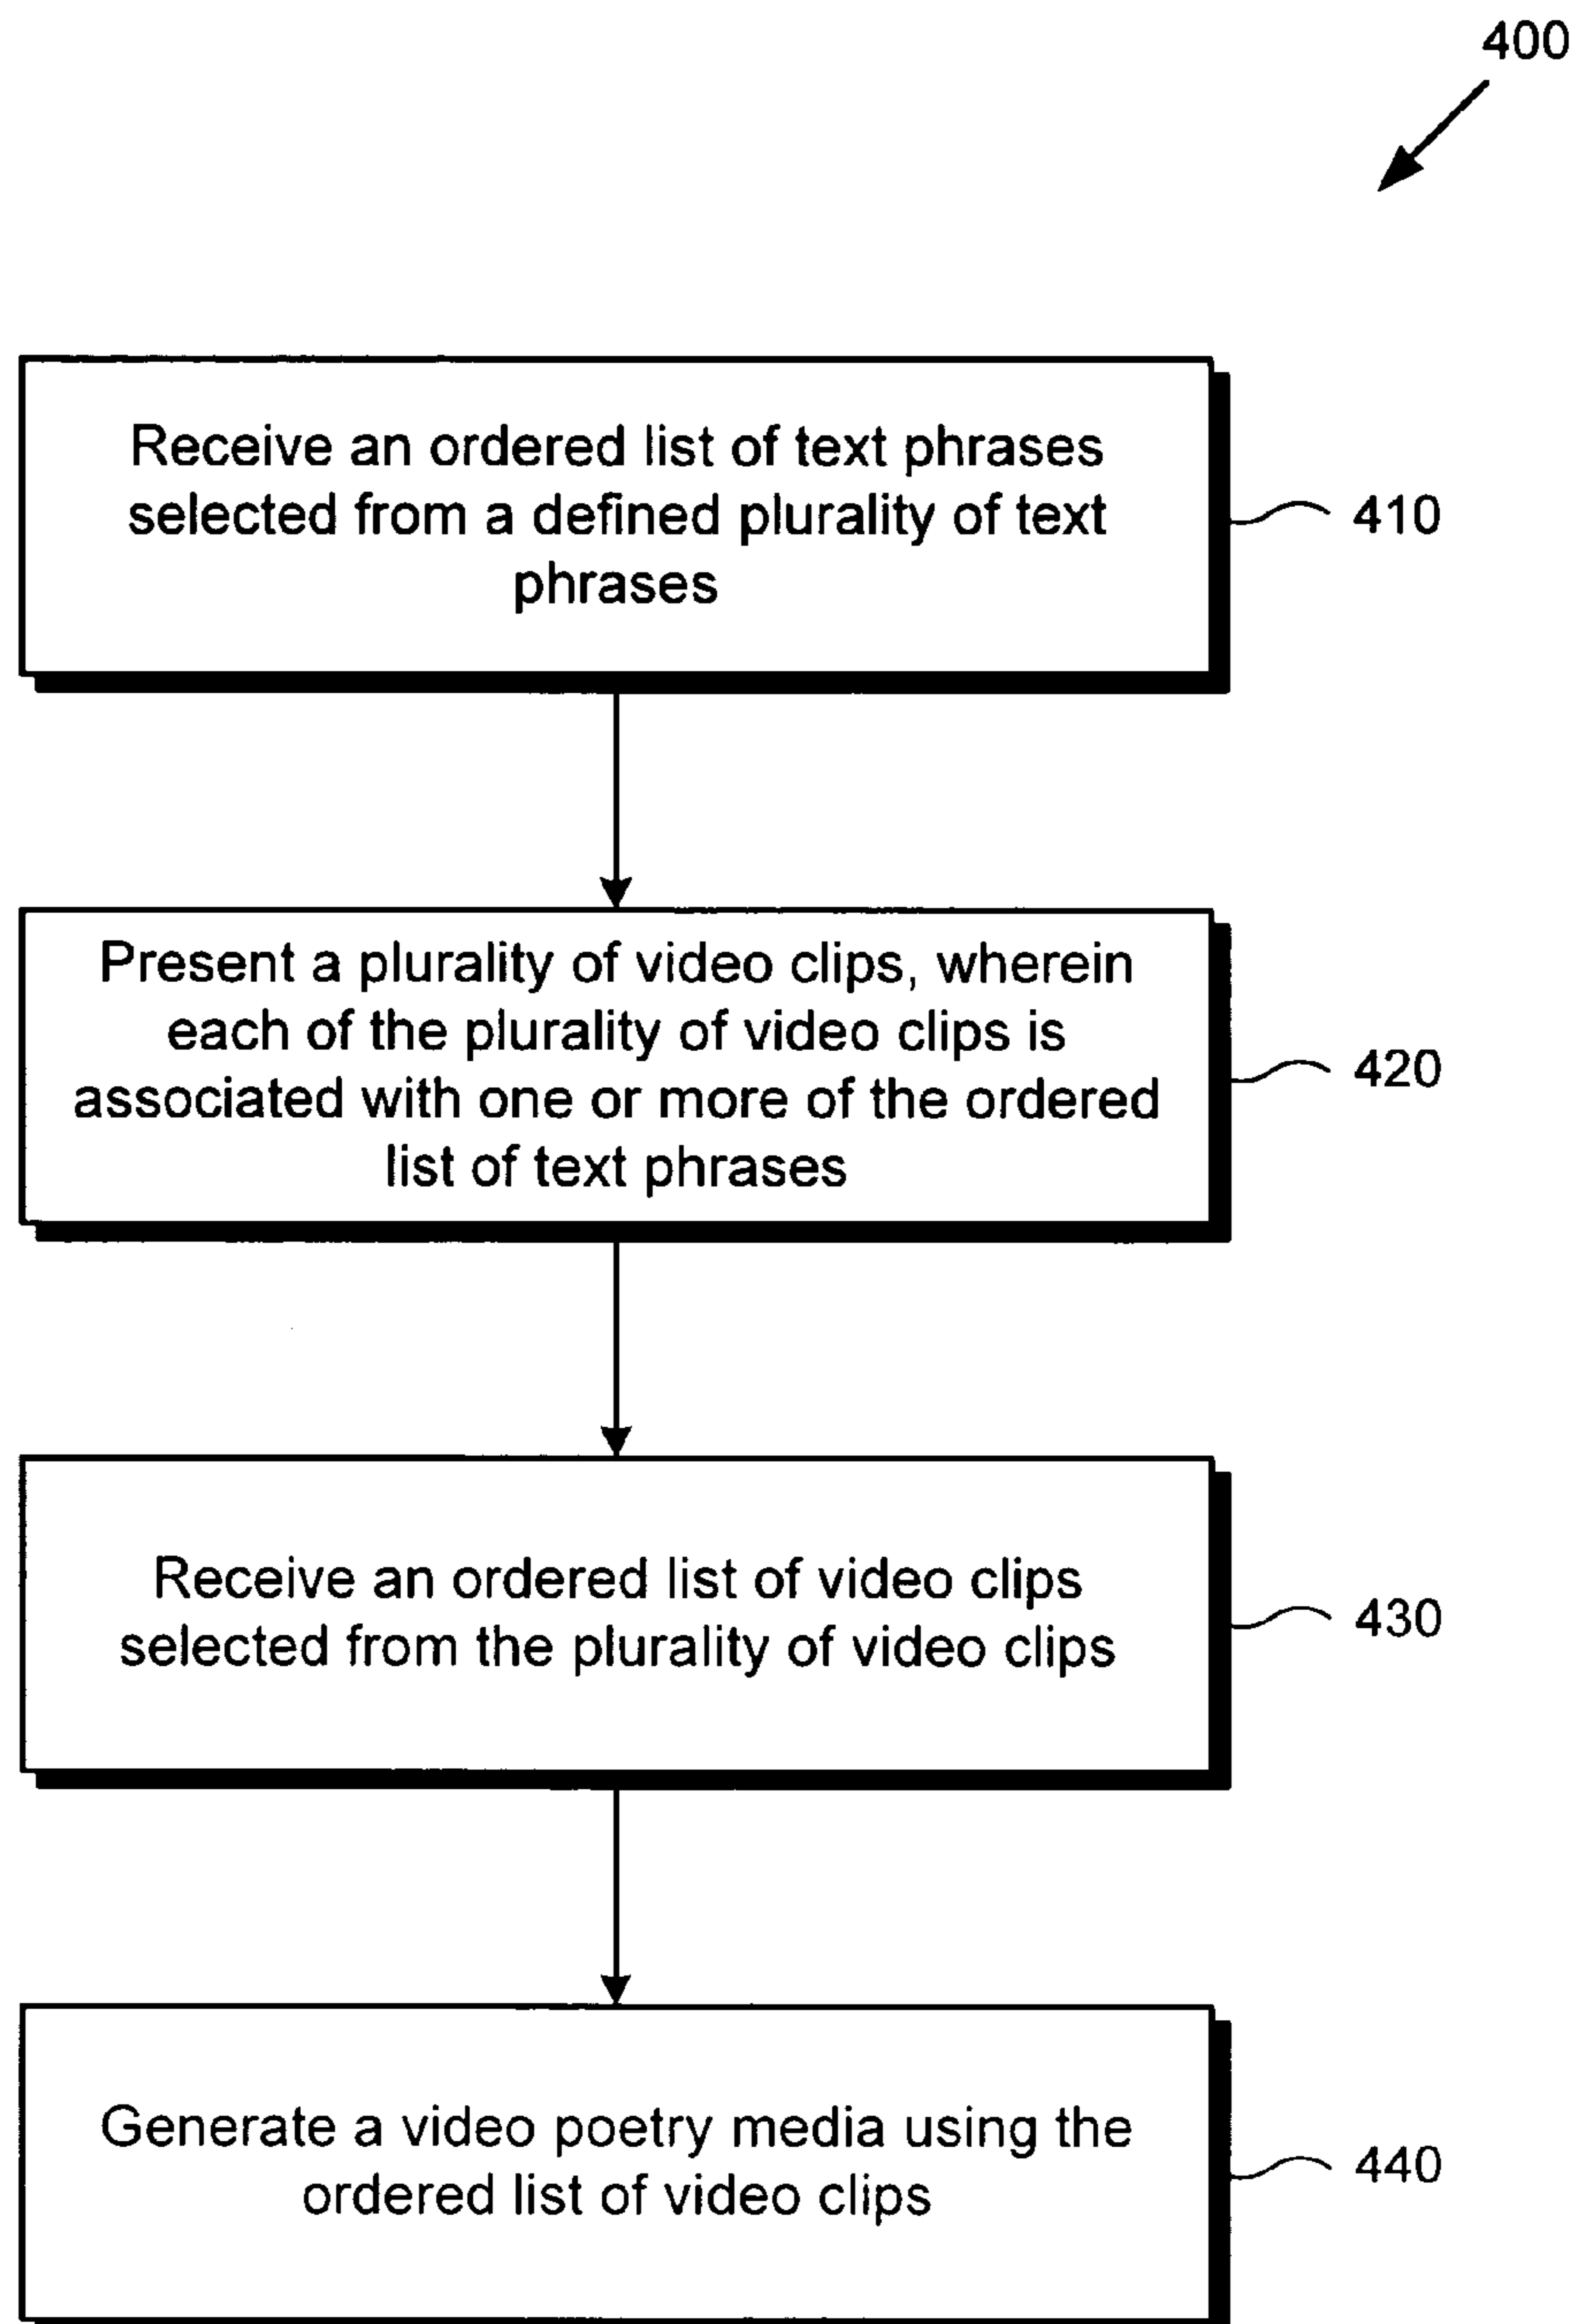 400
Receive an ordered list of text phrases
selected from a defined plurality of text
phrases
410
Present a plurality of video clips, wherein
each of the plurality of video clips is
associated with one or more of the ordered
list of text phrases
420
Receive an ordered list of video clips
selected from the plurality of video clips
430
Generate a video poetry media using the
ordered list of video clips
440